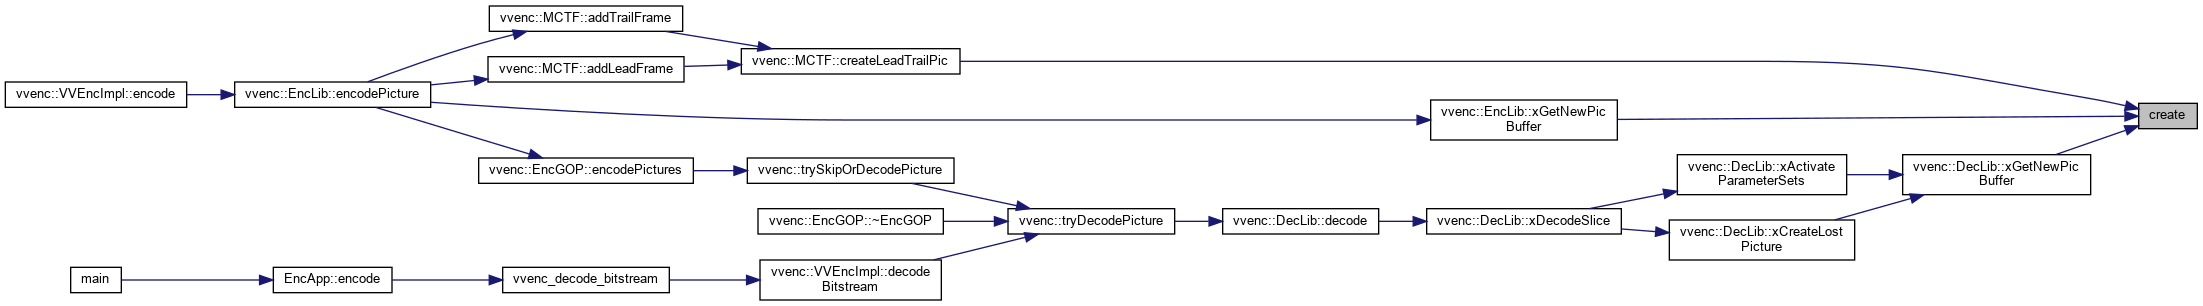 vvenc::MCTF::addTrailFrame
vvenc::MCTF::createLeadTrailPic
vvenc::MCTF::addLeadFrame
vvenc::VVEncImpl::encode
vvenc::EncLib::encodePicture
vvenc::EncLib::xGetNewPic
Buffer
create
vvenc::EncGOP::encodePictures
vvenc::trySkipOrDecodePicture
vvenc::DecLib::xActivate
ParameterSets
vvenc::DecLib::xGetNewPic
Buffer
vvenc::EncGOP::~EncGOP
vvenc::tryDecodePicture
vvenc::DecLib::decode
vvenc::DecLib::xDecodeSlice
vvenc::DecLib::xCreateLost
Picture
main
EncApp::encode
vvenc_decode_bitstream
vvenc::VVEncImpl::decode
Bitstream